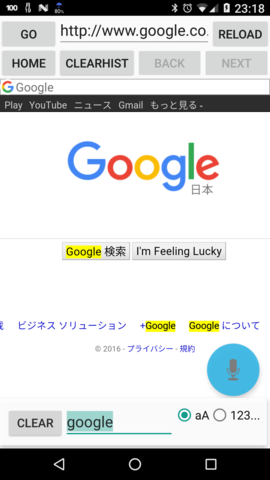 100 80% 23:18
GO http://www.google.co. RELOAD
HOME CLEARHIST BACK NEXT
Google
Play YouTube ニュース Gmail もっと見る
Google
日本
Google 検索 I'm Feeling Lucky
ビジネス ソリューション +Google Google について
© 2016 - プライバシー - 規約
CLEAR google aA 123...